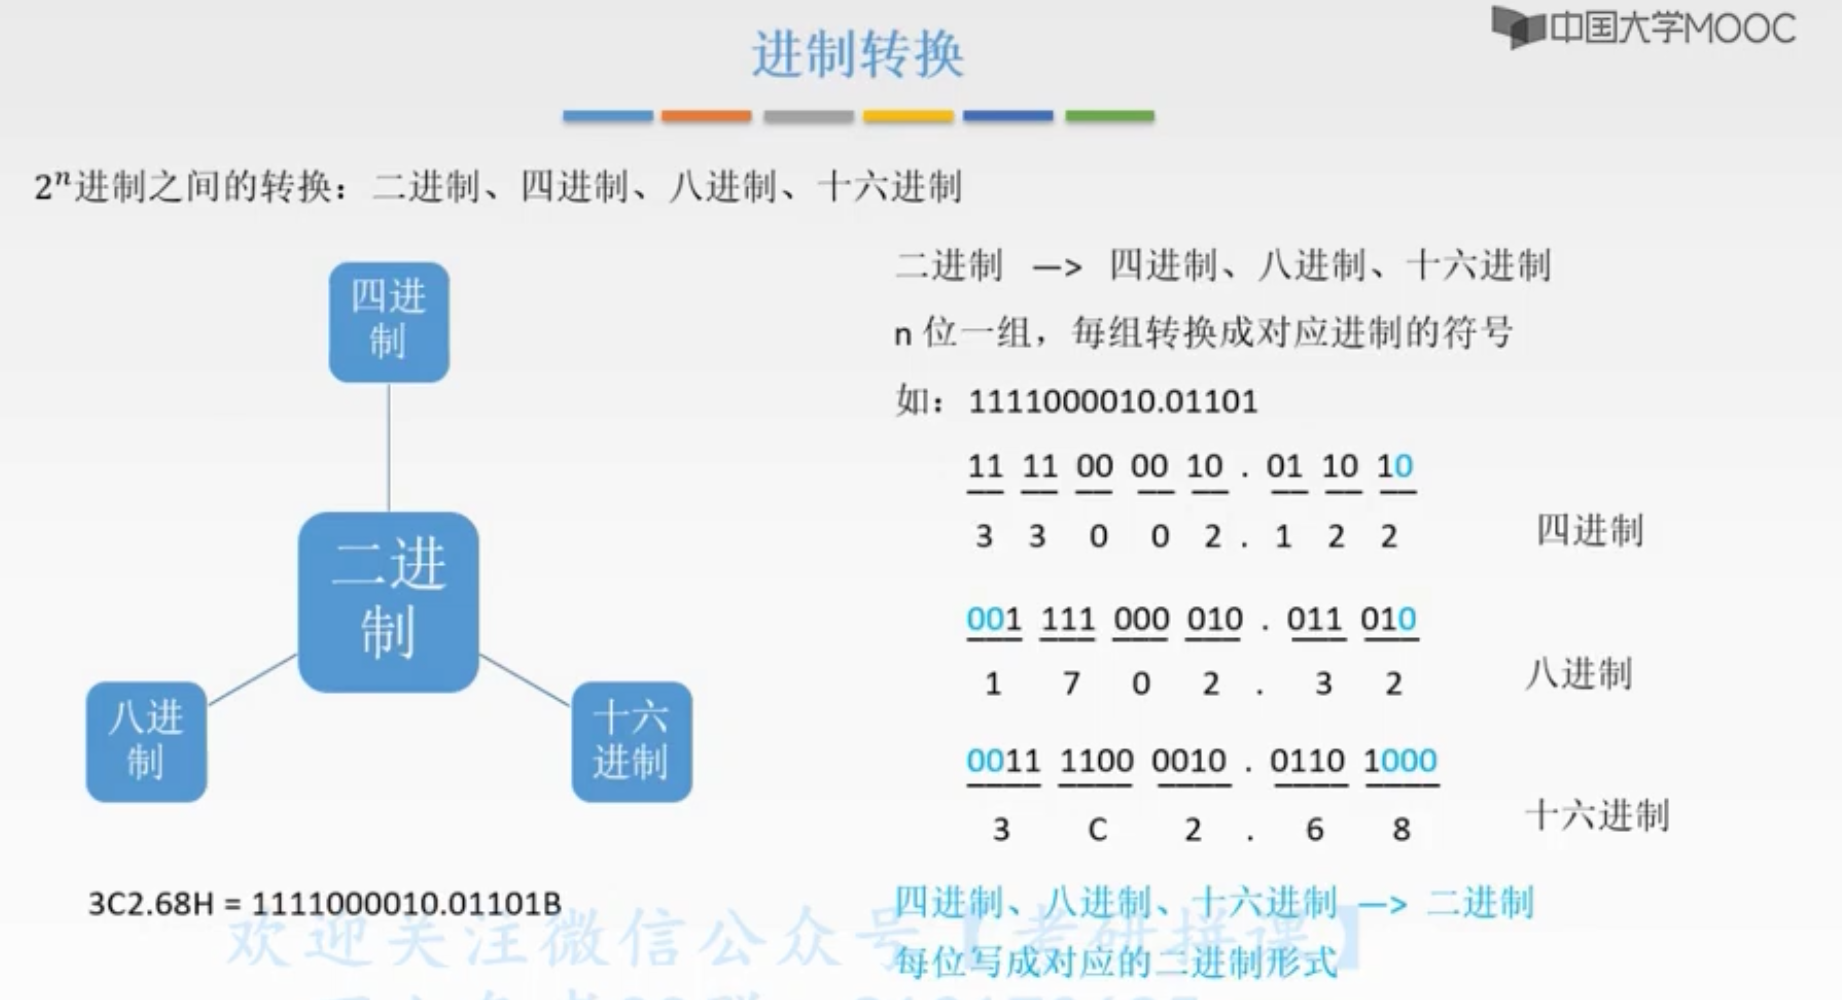 进制转换
中国大学MOOC
2ⁿ进制之间的转换：二进制、四进制、八进制、十六进制
四进
制
二进
制
八进
制
十六
进制
3C2.68H = 1111000010.01101B
二进制 —> 四进制、八进制、十六进制
n 位一组，每组转换成对应进制的符号
如：1111000010.01101
11 11 00 00 10 . 01 10 10
3 3 0 0 2 . 1 2 2 四进制
001 111 000 010 . 011 010
1 7 0 2 . 3 2 八进制
0011 1100 0010 . 0110 1000
3 C 2 . 6 8 十六进制
四进制、八进制、十六进制 —> 二进制
每位写成对应的二进制形式
欢迎关注微信公众号【考研拼课】